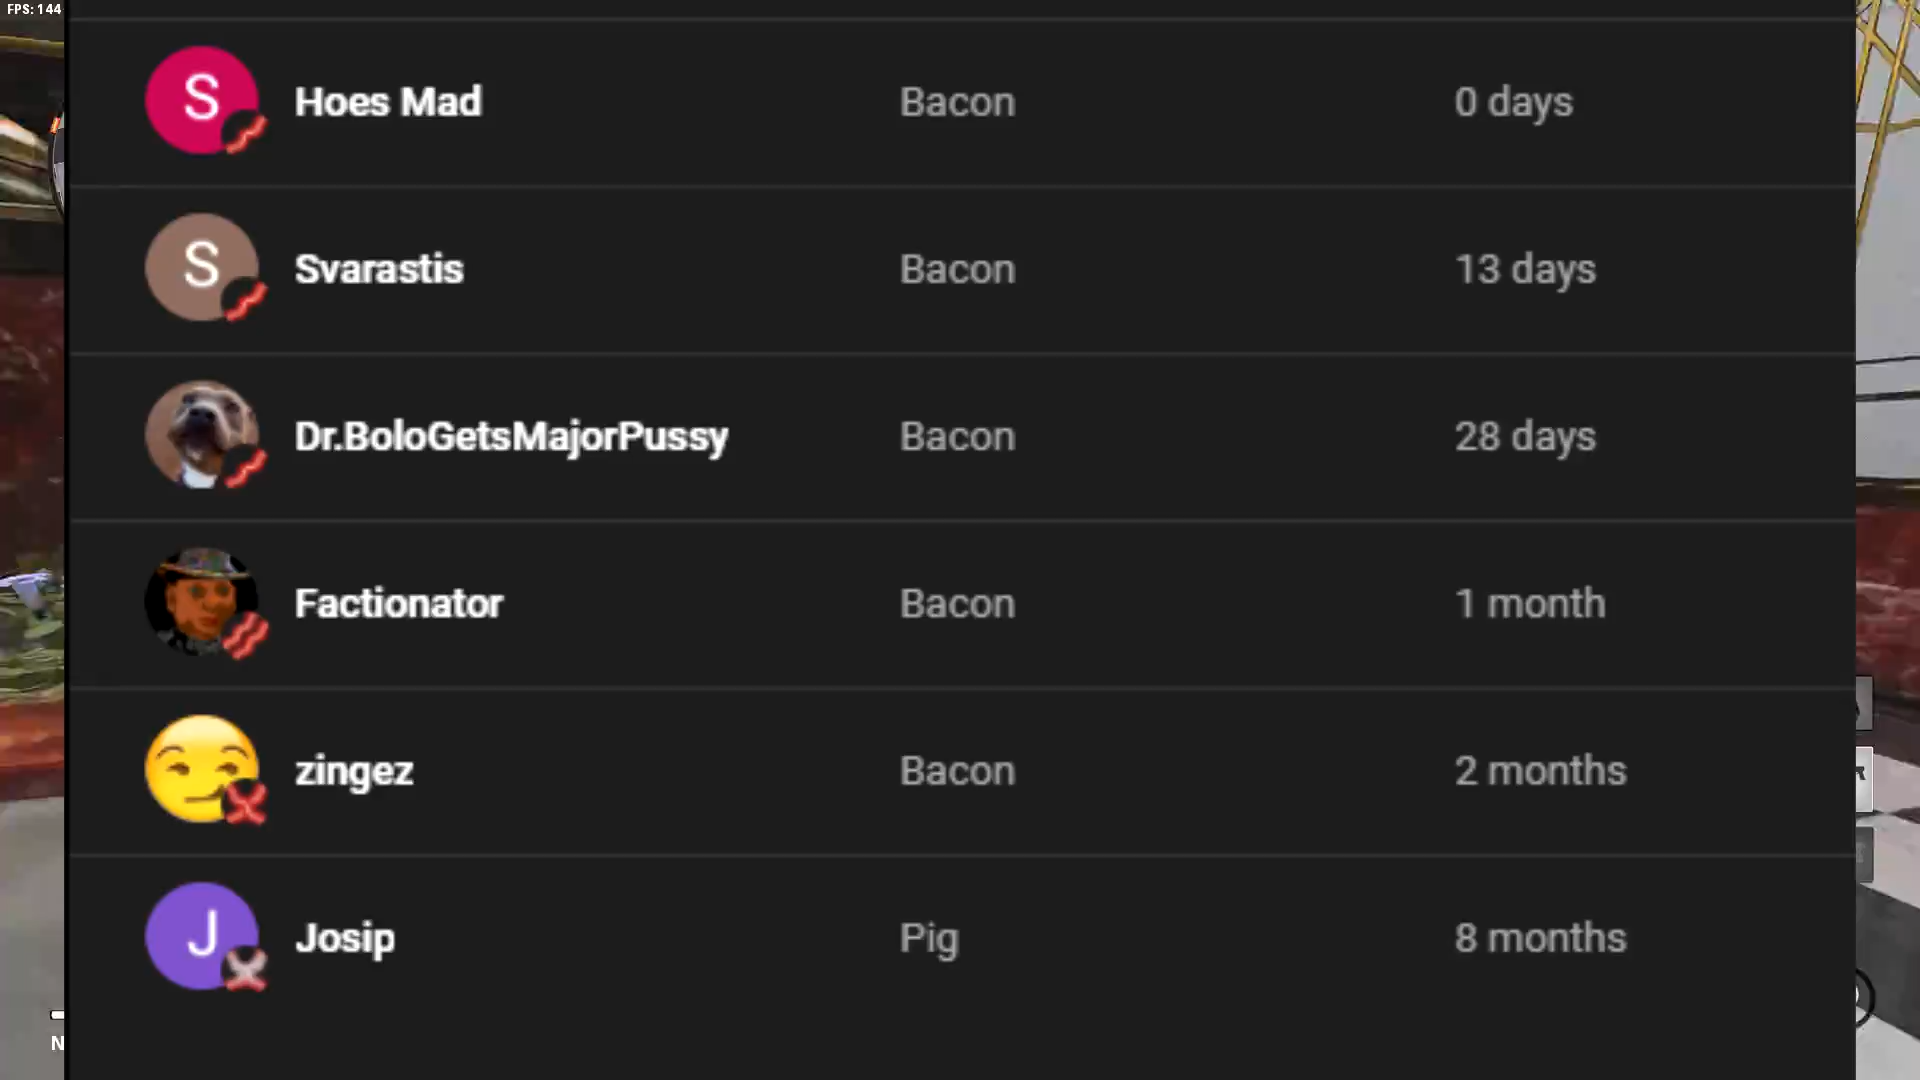 FPS: 144
S Hoes Mad Bacon 0 days
S Svarastis Bacon 13 days
Dr.BoloGetsMajorPussy Bacon 28 days
Factionator Bacon 1 month
zingez Bacon 2 months
J Josip Pig 8 months
N